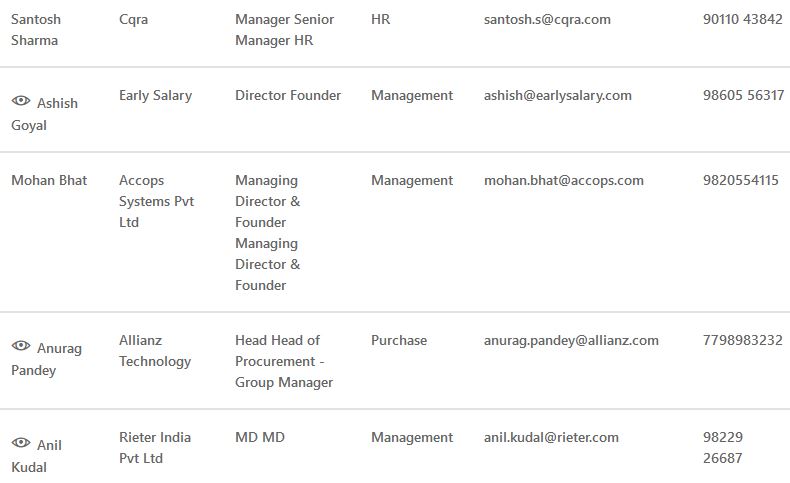 Santosh Cqra Manager Senior HR santosh.s@cqra.com 90110 43842
Sharma Manager HR
Ashish Early Salary Director Founder Management ashish@earlysalary.com 98605 56317
Goyal
Mohan Bhat Accops Managing Management mohan.bhat@accops.com 9820554115
Systems Pvt Director &
Ltd Founder
Managing
Director &
Founder
Anurag Allianz Head Head of Purchase anurag.pandey@allianz.com 7798983232
Pandey Technology Procurement -
Group Manager
Anil Rieter India MD MD Management anil.kudal@rieter.com 98229
Kudal Pvt Ltd 26687